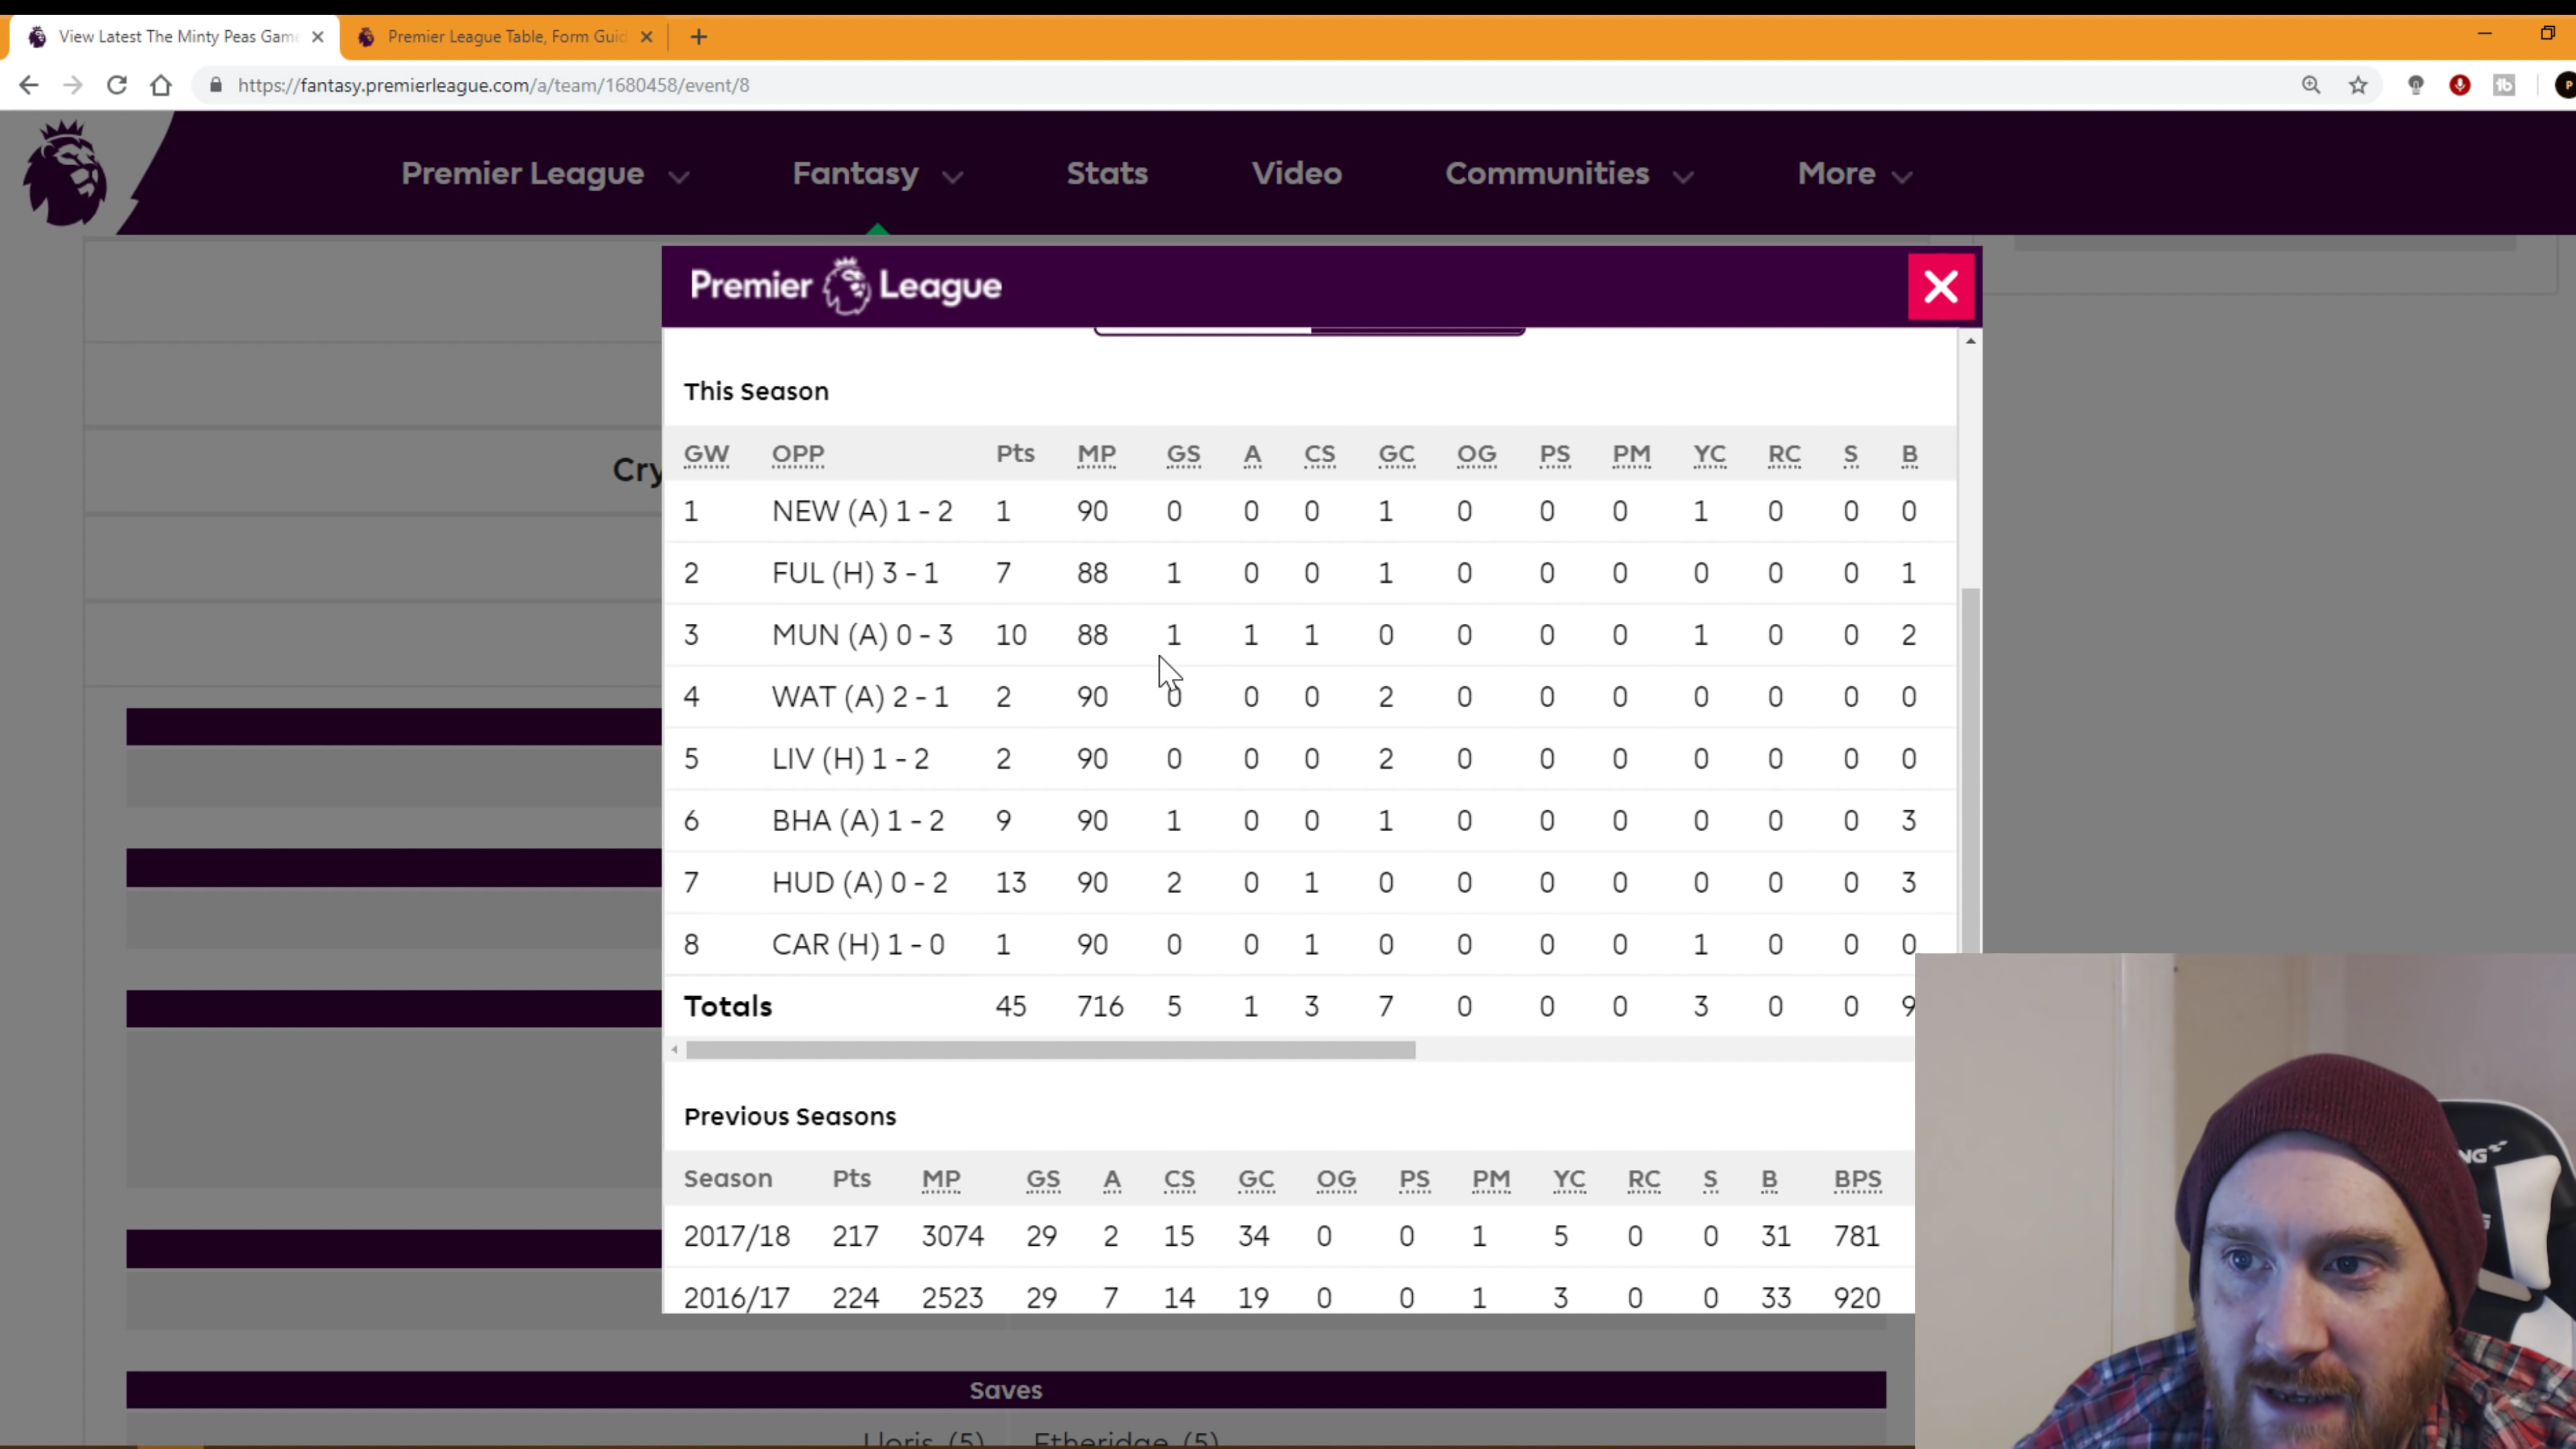 View Latest The Minty Peas Gam
Premier League Table, Form Guid
https://fantasy.premierleague.com/a/team/1680458/event/8
Premier League
Fantasy
Stats
Video
Communities
More
Premier League
Cry
This Season
GW OPP Pts MP GS A CS GC OG PS PM YC RC S B
1 NEW (A) 1 - 2 1 90 0 0 0 1 0 0 0 1 0 0 0
2 FUL (H) 3 - 1 7 88 1 0 0 1 0 0 0 0 0 0 1
3 MUN (A) 0 - 3 10 88 1 1 1 0 0 0 0 1 0 0 2
4 WAT (A) 2 - 1 2 90 0 0 0 2 0 0 0 0 0 0 0
5 LIV (H) 1 - 2 2 90 0 0 0 2 0 0 0 0 0 0 0
6 BHA (A) 1 - 2 9 90 1 0 0 1 0 0 0 0 0 0 3
7 HUD (A) 0 - 2 13 90 2 0 1 0 0 0 0 0 0 0 3
8 CAR (H) 1 - 0 1 90 0 0 1 0 0 0 0 1 0 0 0
Totals 45 716 5 1 3 7 0 0 0 3 0 0 9
Previous Seasons
Season Pts MP GS A CS GC OG PS PM YC RC S B BPS
2017/18 217 3074 29 2 15 34 0 0 1 5 0 0 31 781
2016/17 224 2523 29 7 14 19 0 0 1 3 0 0 33 920
Saves
Lloris (5) Etheridge (5)